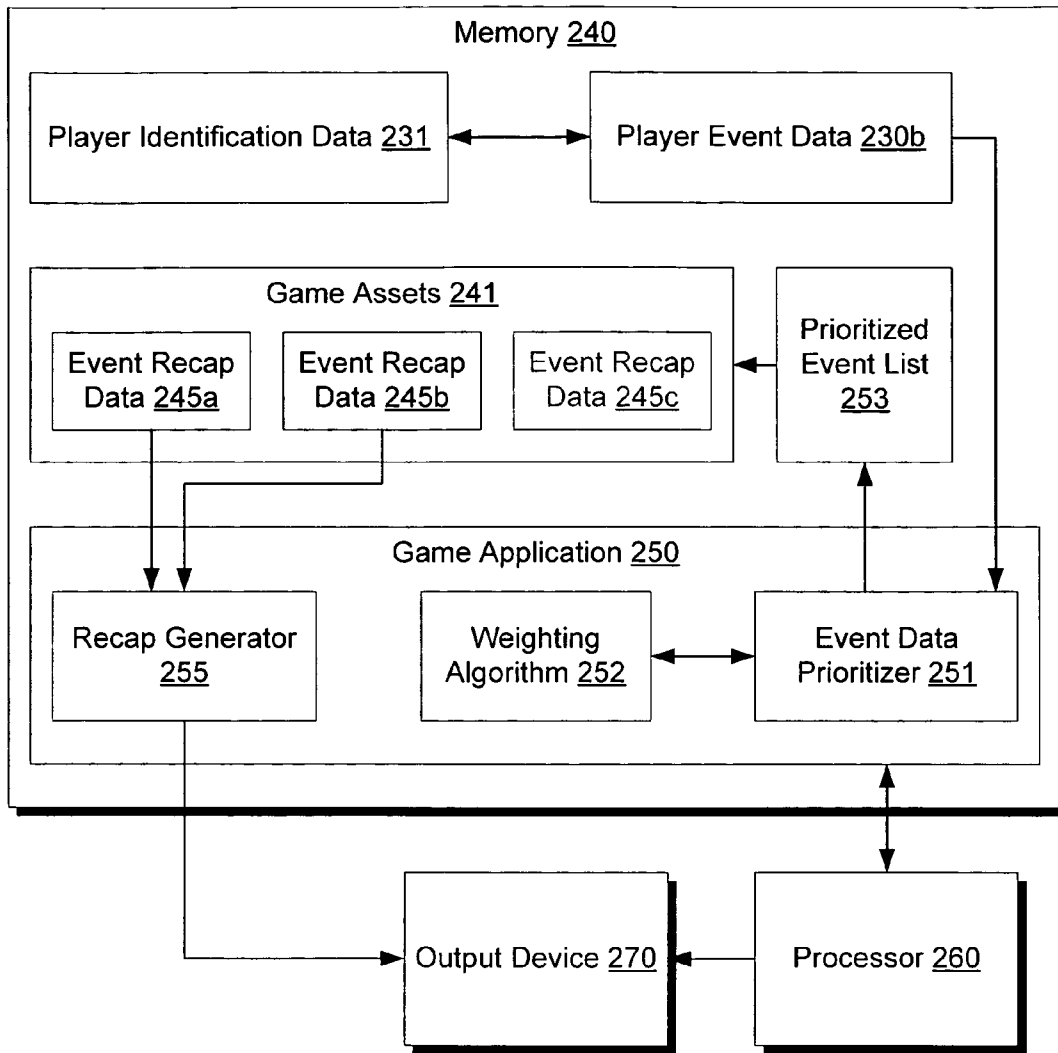 Memory 240
Player Identification Data 231
Player Event Data 230b
Game Assets 241
Event Recap
Data 245a
Event Recap
Data 245b
Event Recap
Data 245c
Prioritized
Event List
253
Game Application 250
Recap Generator
255
Weighting
Algorithm 252
Event Data
Prioritizer 251
Output Device 270
Processor 260